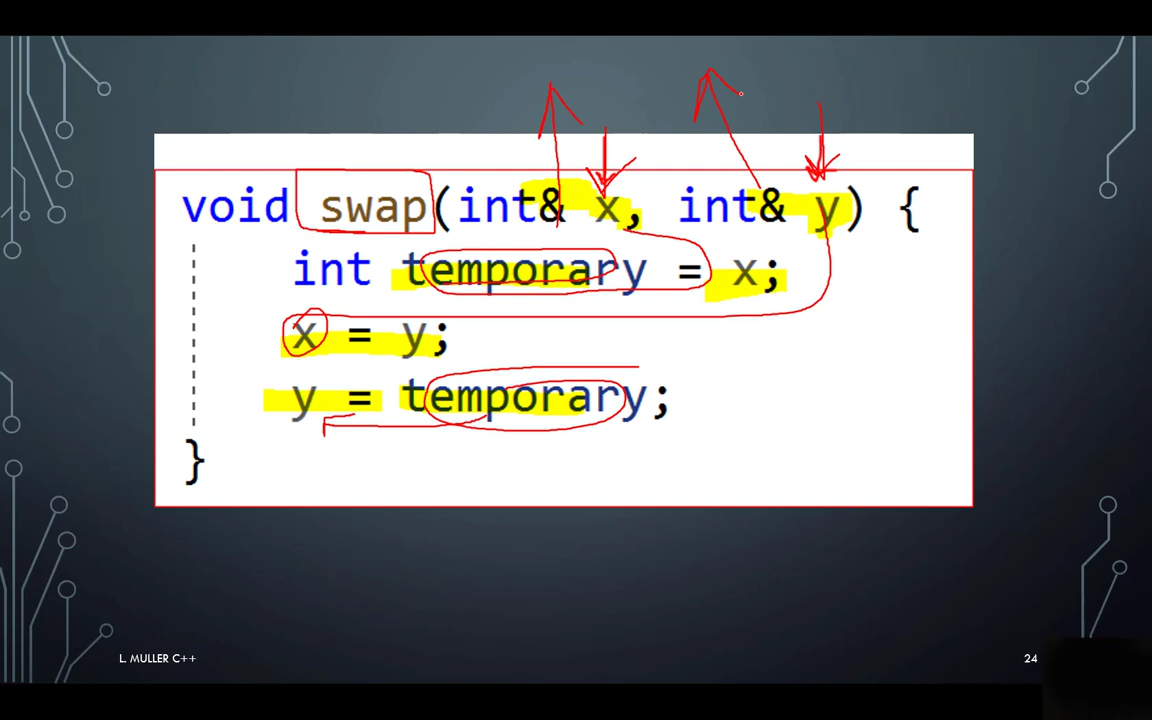 void swap(int& x, int& y) {
int temporary = x;
x = y;
y = temporary;
}
L. MULLER C++
24